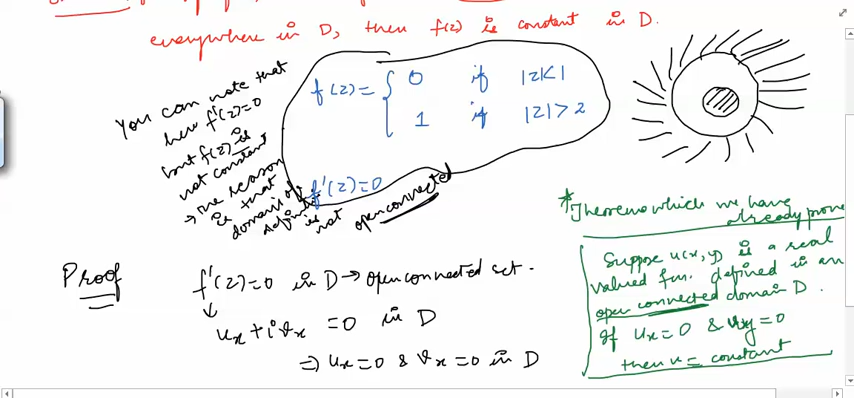 everywhere in D, then f(z) is constant in D.
You can note that
here f'(z)=0
but f(z) is
not constant
→ The reason
is that
domain of
definition
is not
open connected
f(z) = { 0 if |z|<1
1 if |z|>2
f'(z)=0
* Theorem which we have
already prove
Suppose u(x,y) is a real
valued fun. defined in an
open connected domain D.
If ux=0 & uy=0
then u = constant
Proof
f'(z)=0 in D → open connected set.
↓
ux + i vx = 0 in D
⇒ ux=0 & vx=0 in D